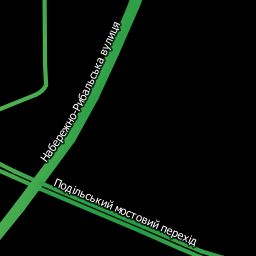 Набережно-Рибальська вулиця
Подільський мостовий перехід